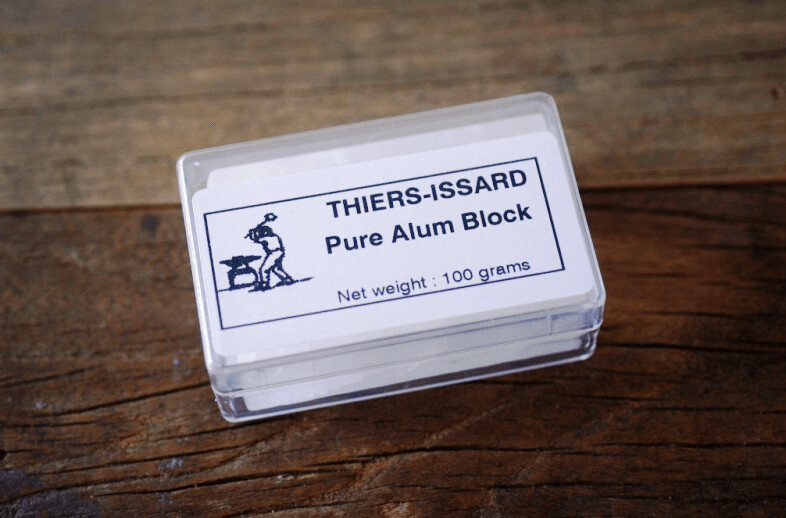 THIERS-ISSARD
Pure Alum Block
Net weight : 100 grams